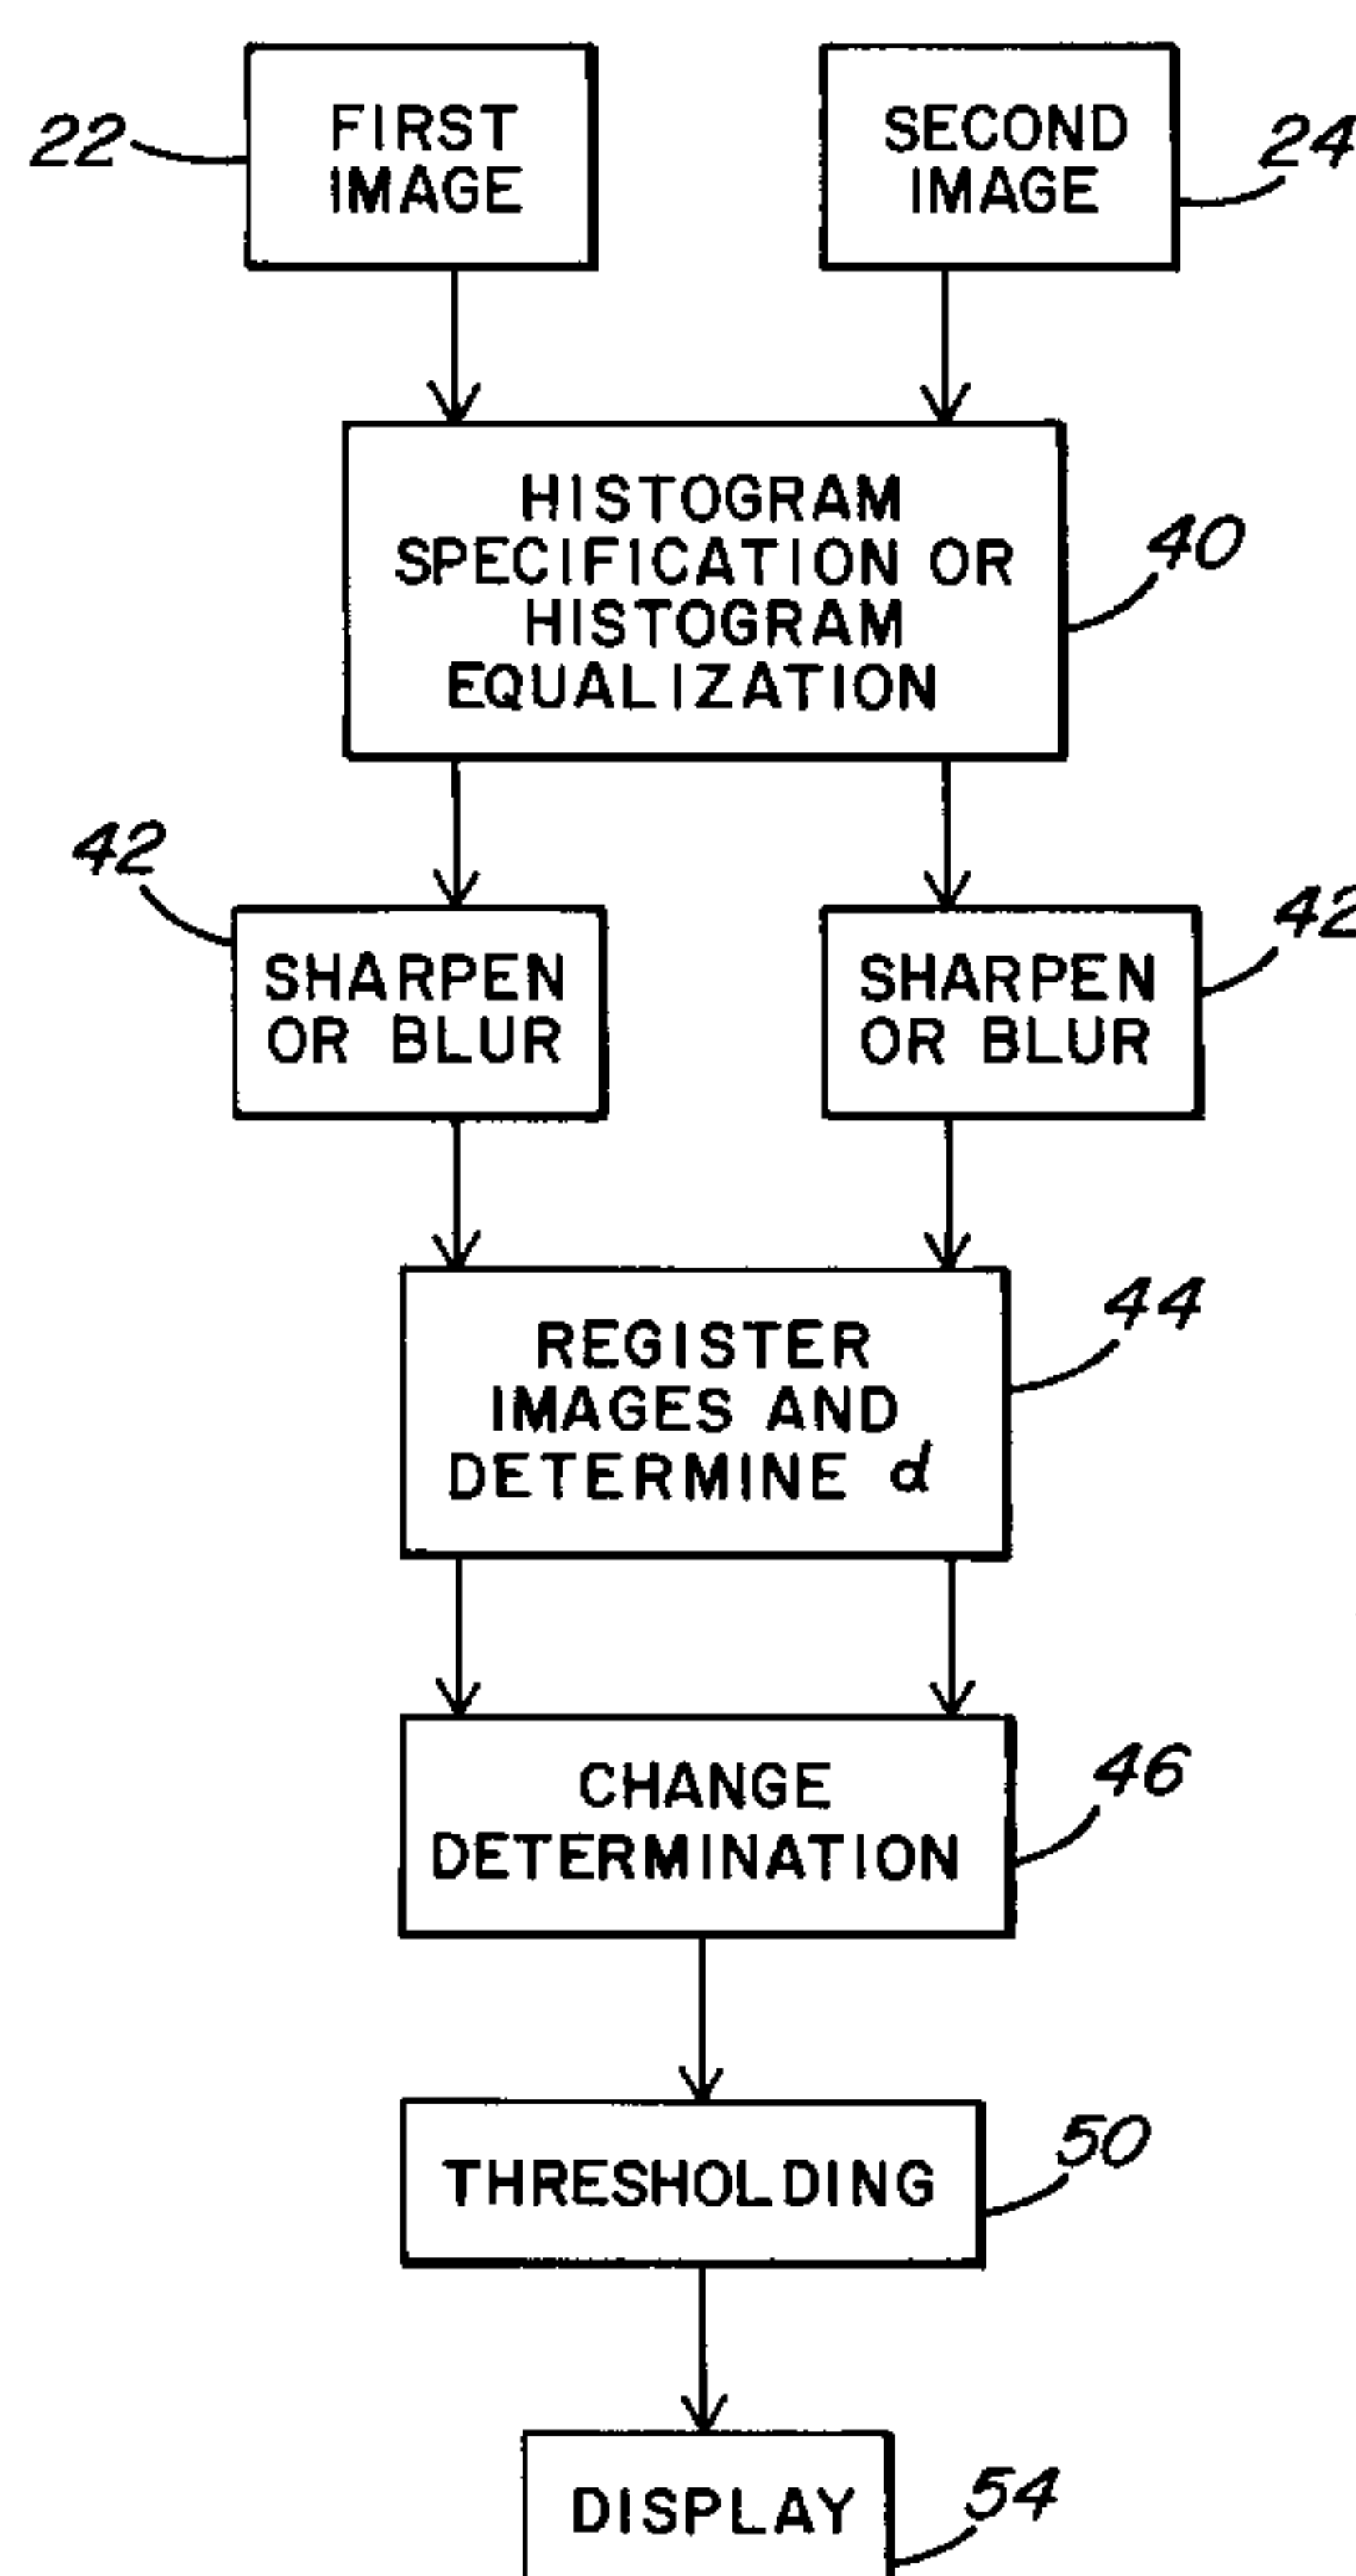 22
FIRST
IMAGE
SECOND
IMAGE
24
HISTOGRAM
SPECIFICATION OR
HISTOGRAM
EQUALIZATION
40
42
SHARPEN
OR BLUR
SHARPEN
OR BLUR
42
REGISTER
IMAGES AND
DETERMINE d
44
CHANGE
DETERMINATION
46
THRESHOLDING
50
DISPLAY
54